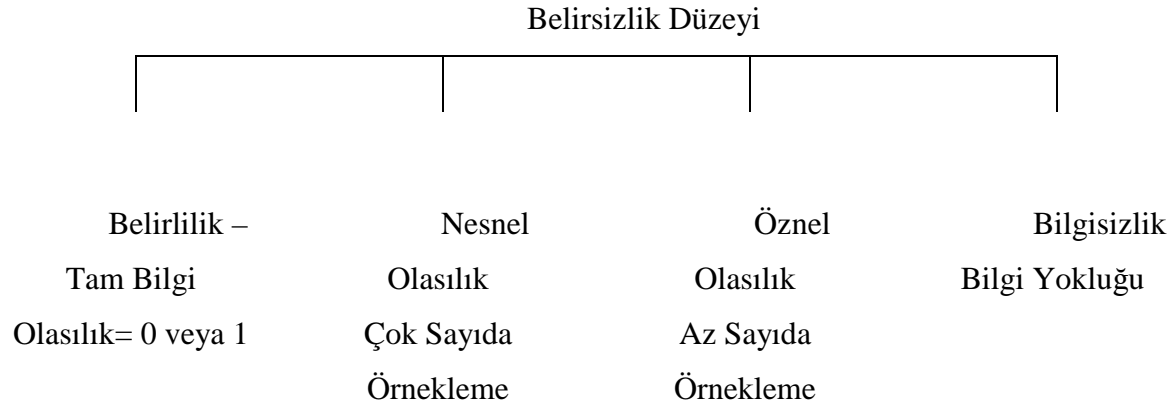 Belirsizlik Düzeyi
Belirlilik –
Tam Bilgi
Olasılık= 0 veya 1
Nesnel
Olasılık
Çok Sayıda
Örnekleme
Öznel
Olasılık
Az Sayıda
Örnekleme
Bilgisizlik
Bilgi Yokluğu